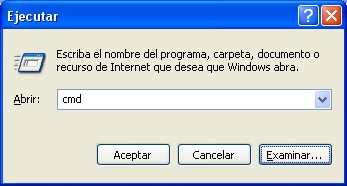 Ejecutar
Escriba el nombre del programa, carpeta, documento o
recurso de Internet que desea que Windows abra.
Abrir: cmd
Aceptar Cancelar Examinar...